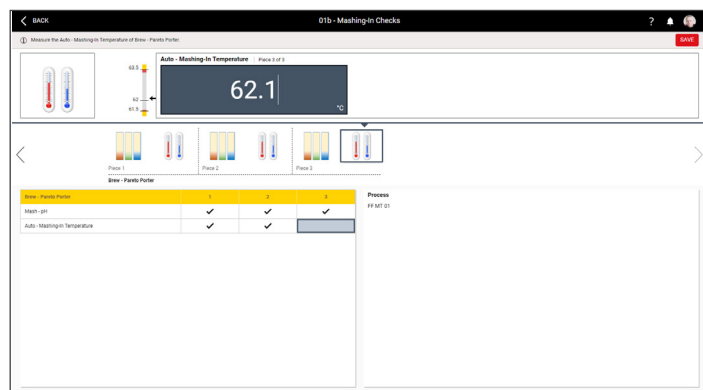 BACK
01b - Mashing-In Checks
?
Measure the Auto - Mashing-In Temperature of Brew - Pareto Porter.
SAVE
Auto - Mashing-In Temperature | Piece 3 of 3
63.5
62
61.5
62.1
°C
Piece 1
Piece 2
Piece 3
Brew - Pareto Porter
Brew - Pareto Porter 1 2 3
Mash - pH
Auto - Mashing-In Temperature
Process
FF MT 01